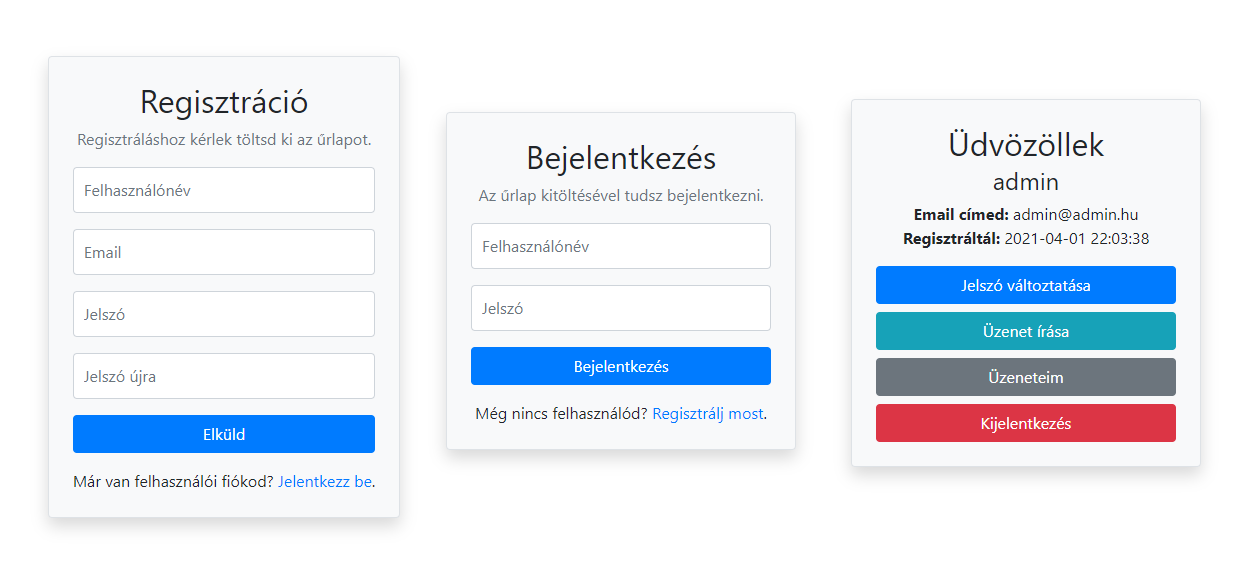 Regisztráció
Regisztráláshoz kérlek töltsd ki az űrlapot.
Felhasználónév
Email
Jelszó
Jelszó újra
Elküld
Már van felhasználói fiókod? Jelentkezz be.
Bejelentkezés
Az űrlap kitöltésével tudsz bejelentkezni.
Felhasználónév
Jelszó
Bejelentkezés
Még nincs felhasználód? Regisztrálj most.
Üdvözöllek
admin
Email címed: admin@admin.hu
Regisztráltál: 2021-04-01 22:03:38
Jelszó változtatása
Üzenet írása
Üzeneteim
Kijelentkezés